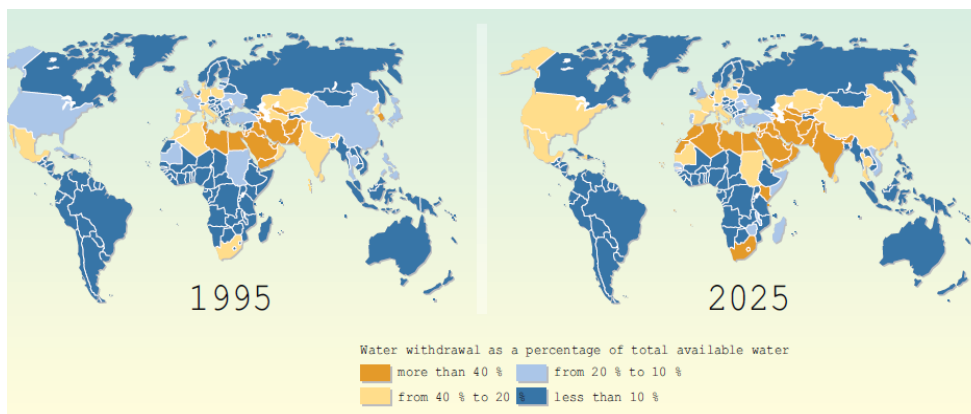 1995
2025
Water withdrawal as a percentage of total available water
more than 40 %
from 20 % to 10 %
from 40 % to 20 %
less than 10 %